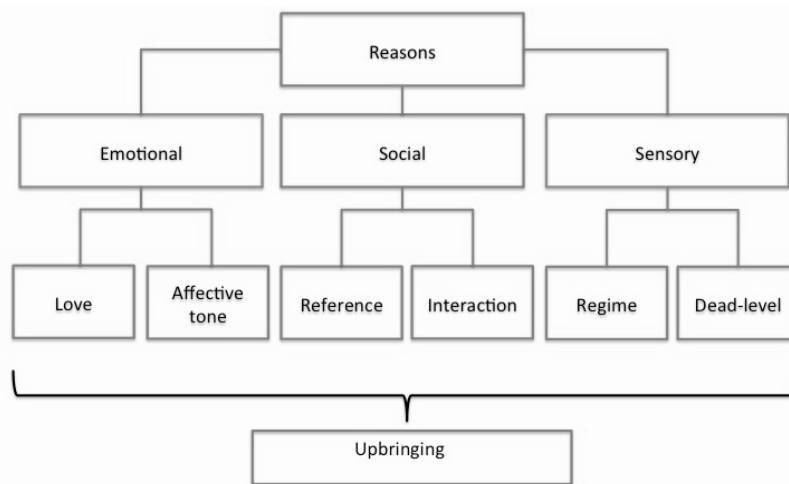 Reasons
Emotional
Social
Sensory
Love
Affective
tone
Reference
Interaction
Regime
Dead-level
Upbringing